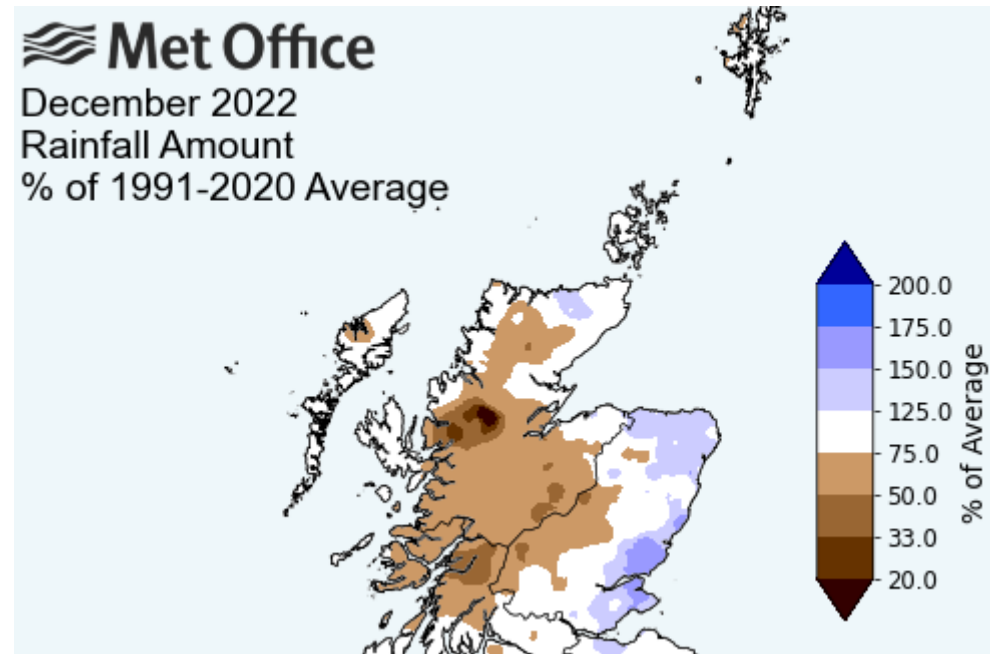 Met Office
December 2022
Rainfall Amount
% of 1991-2020 Average
200.0
175.0
150.0
125.0
75.0
50.0
33.0
20.0
% of Average